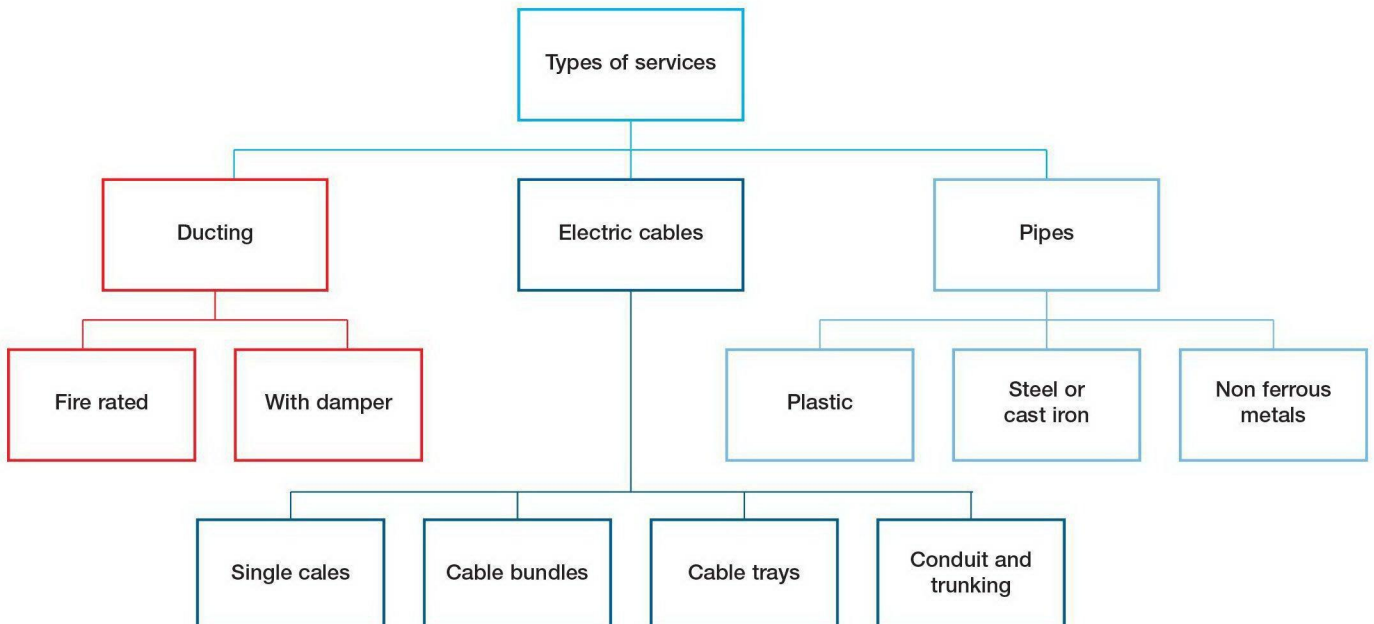 Types of services
Ducting
Electric cables
Pipes
Fire rated
With damper
Plastic
Steel or
cast iron
Non ferrous
metals
Single cales
Cable bundles
Cable trays
Conduit and
trunking